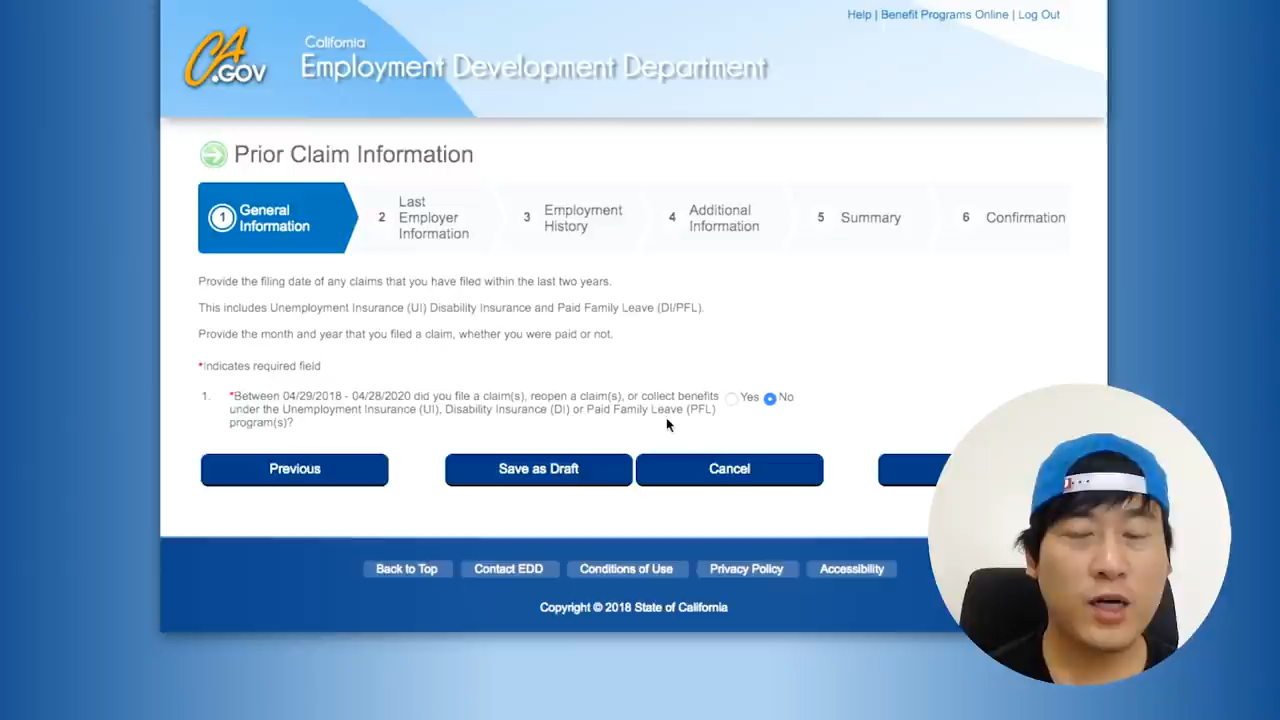 Help | Benefit Programs Online | Log Out
CA
.GOV
California
Employment Development Department
Prior Claim Information
1 General Information
2 Last Employer Information
3 Employment History
4 Additional Information
5 Summary
6 Confirmation
Provide the filing date of any claims that you have filed within the last two years.
This includes Unemployment Insurance (UI) Disability Insurance and Paid Family Leave (DI/PFL).
Provide the month and year that you filed a claim, whether you were paid or not.
*Indicates required field
1. *Between 04/29/2018 - 04/28/2020 did you file a claim(s), reopen a claim(s), or collect benefits Yes No
under the Unemployment Insurance (UI), Disability Insurance (DI) or Paid Family Leave (PFL)
program(s)?
Previous Save as Draft Cancel
Back to Top Contact EDD Conditions of Use Privacy Policy Accessibility
Copyright © 2018 State of California